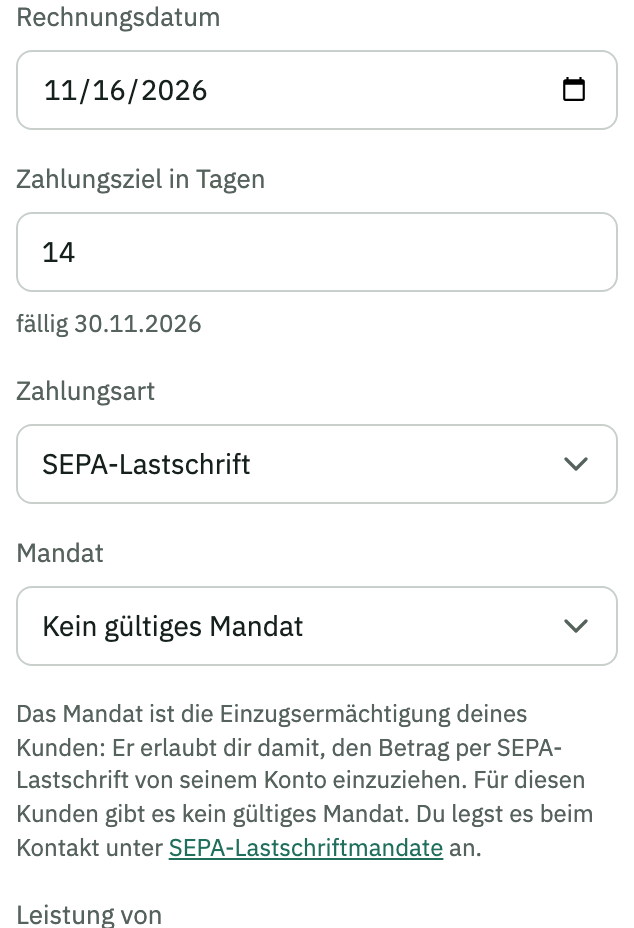 Rechnungsdatum
11/16/2026
Zahlungsziel in Tagen
14
fällig 30.11.2026
Zahlungsart
SEPA-Lastschrift
Mandat
Kein gültiges Mandat
Das Mandat ist die Einzugsermächtigung deines
Kunden: Er erlaubt dir damit, den Betrag per SEPA-
Lastschrift von seinem Konto einzuziehen. Für diesen
Kunden gibt es kein gültiges Mandat. Du legst es beim
Kontakt unter SEPA-Lastschriftmandate an.
Leistung von